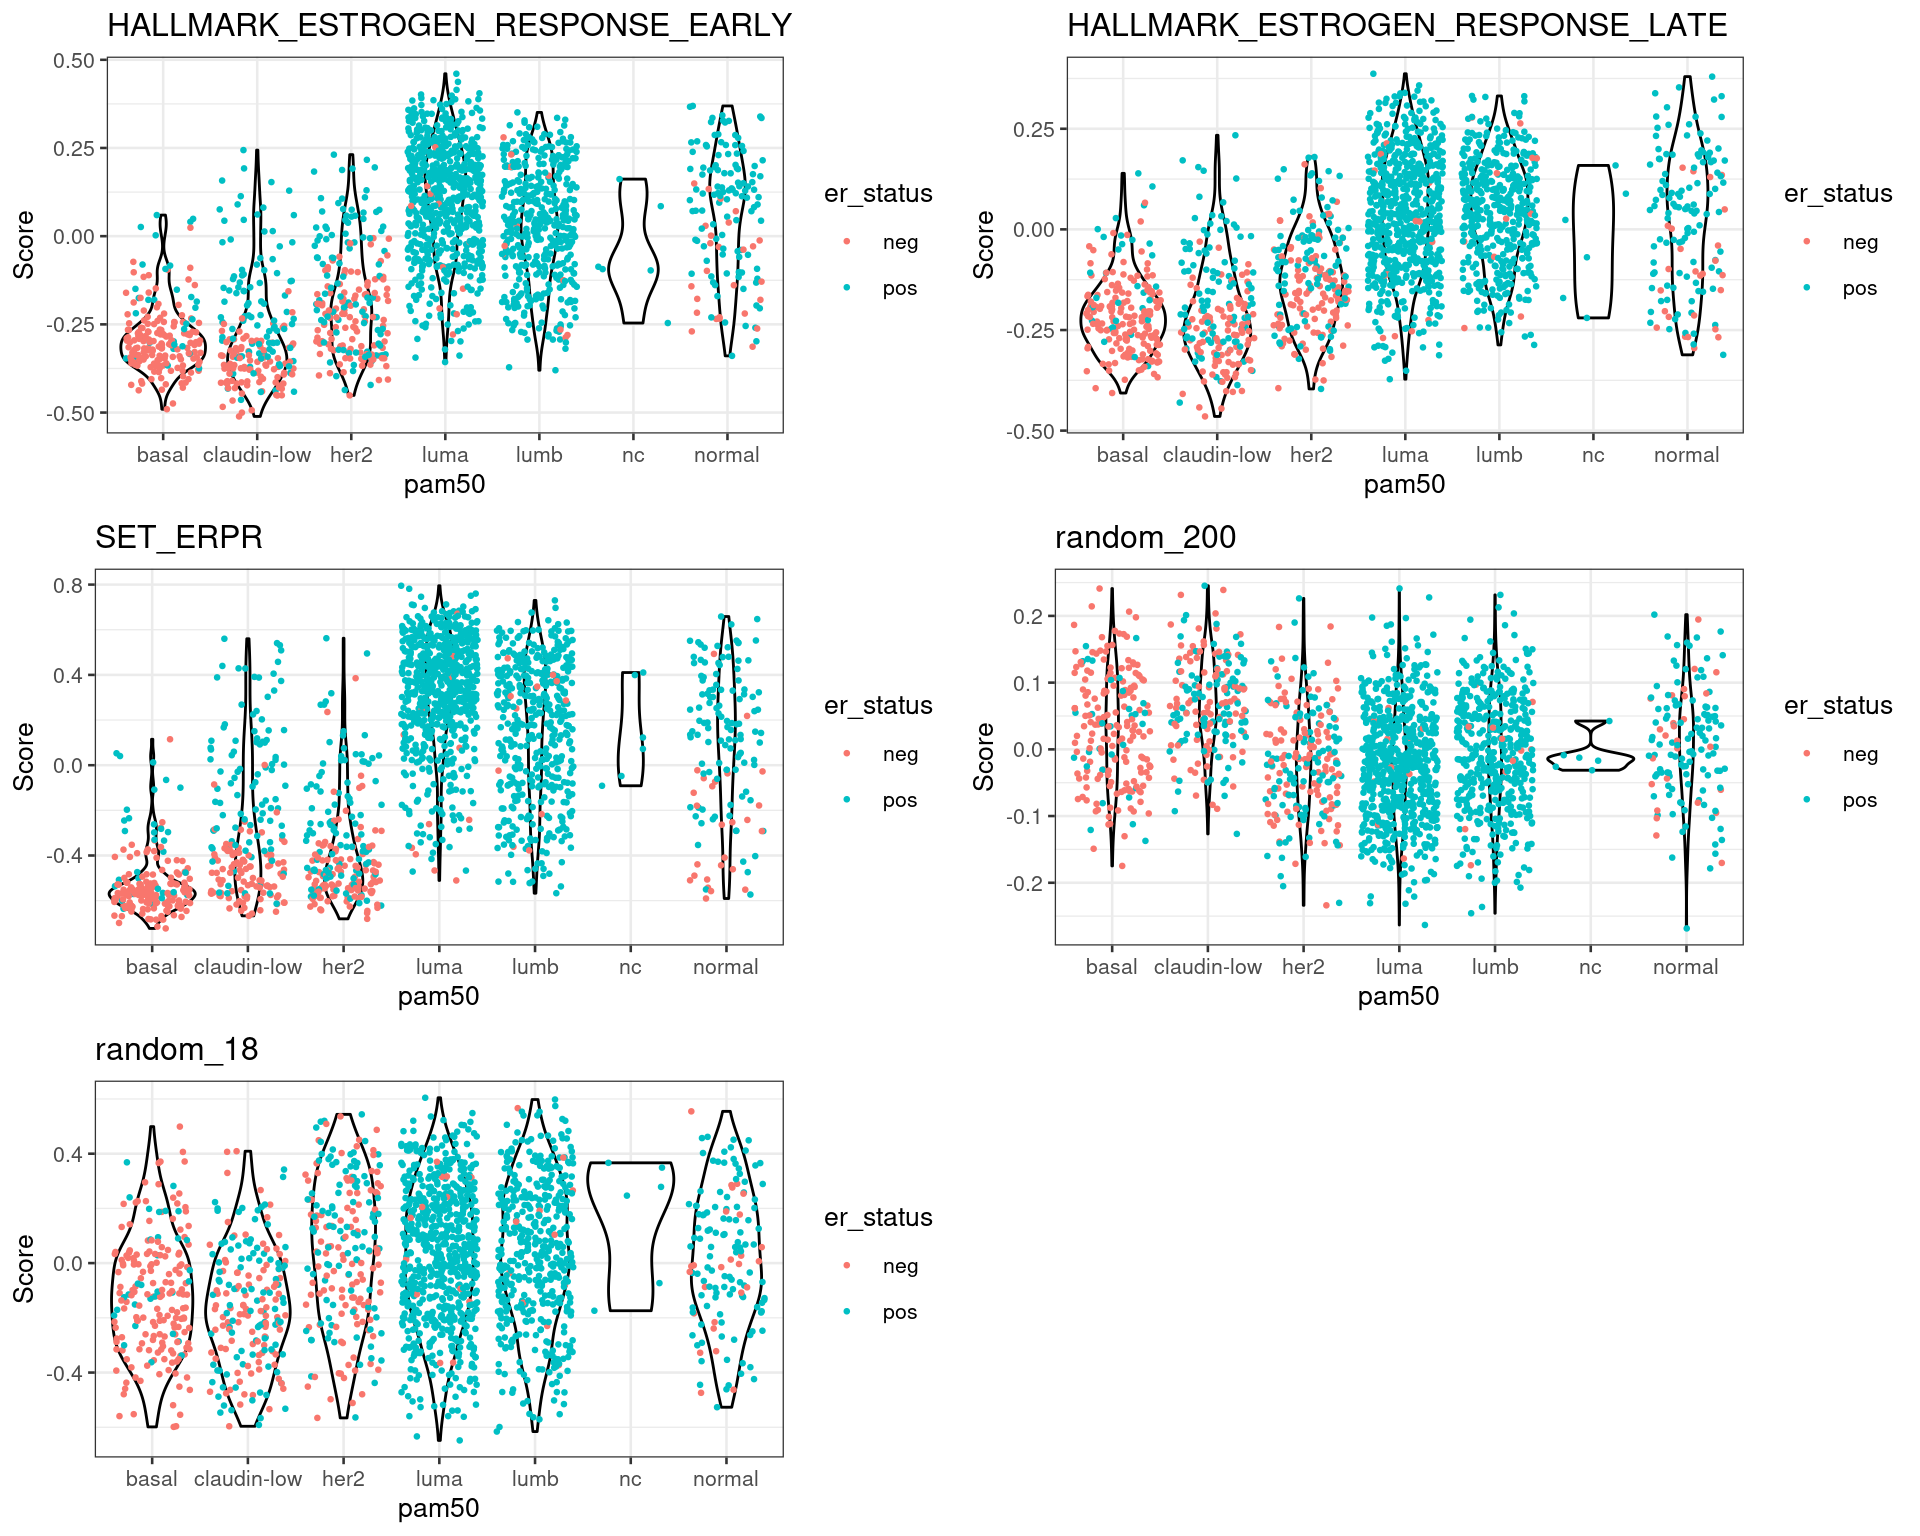 HALLMARK_ESTROGEN_RESPONSE_EARLY
0.50
0.25
0.00
-0.25
-0.50
Score
basal claudin-low her2 luma lumb nc normal
pam50
er_status
neg
pos
HALLMARK_ESTROGEN_RESPONSE_LATE
0.25
0.00
-0.25
-0.50
Score
basal claudin-low her2 luma lumb nc normal
pam50
er_status
neg
pos
SET_ERPR
0.8
0.4
0.0
-0.4
Score
basal claudin-low her2 luma lumb nc normal
pam50
er_status
neg
pos
random_200
0.2
0.1
0.0
-0.1
-0.2
Score
basal claudin-low her2 luma lumb nc normal
pam50
er_status
neg
pos
random_18
0.4
0.0
-0.4
Score
basal claudin-low her2 luma lumb nc normal
pam50
er_status
neg
pos